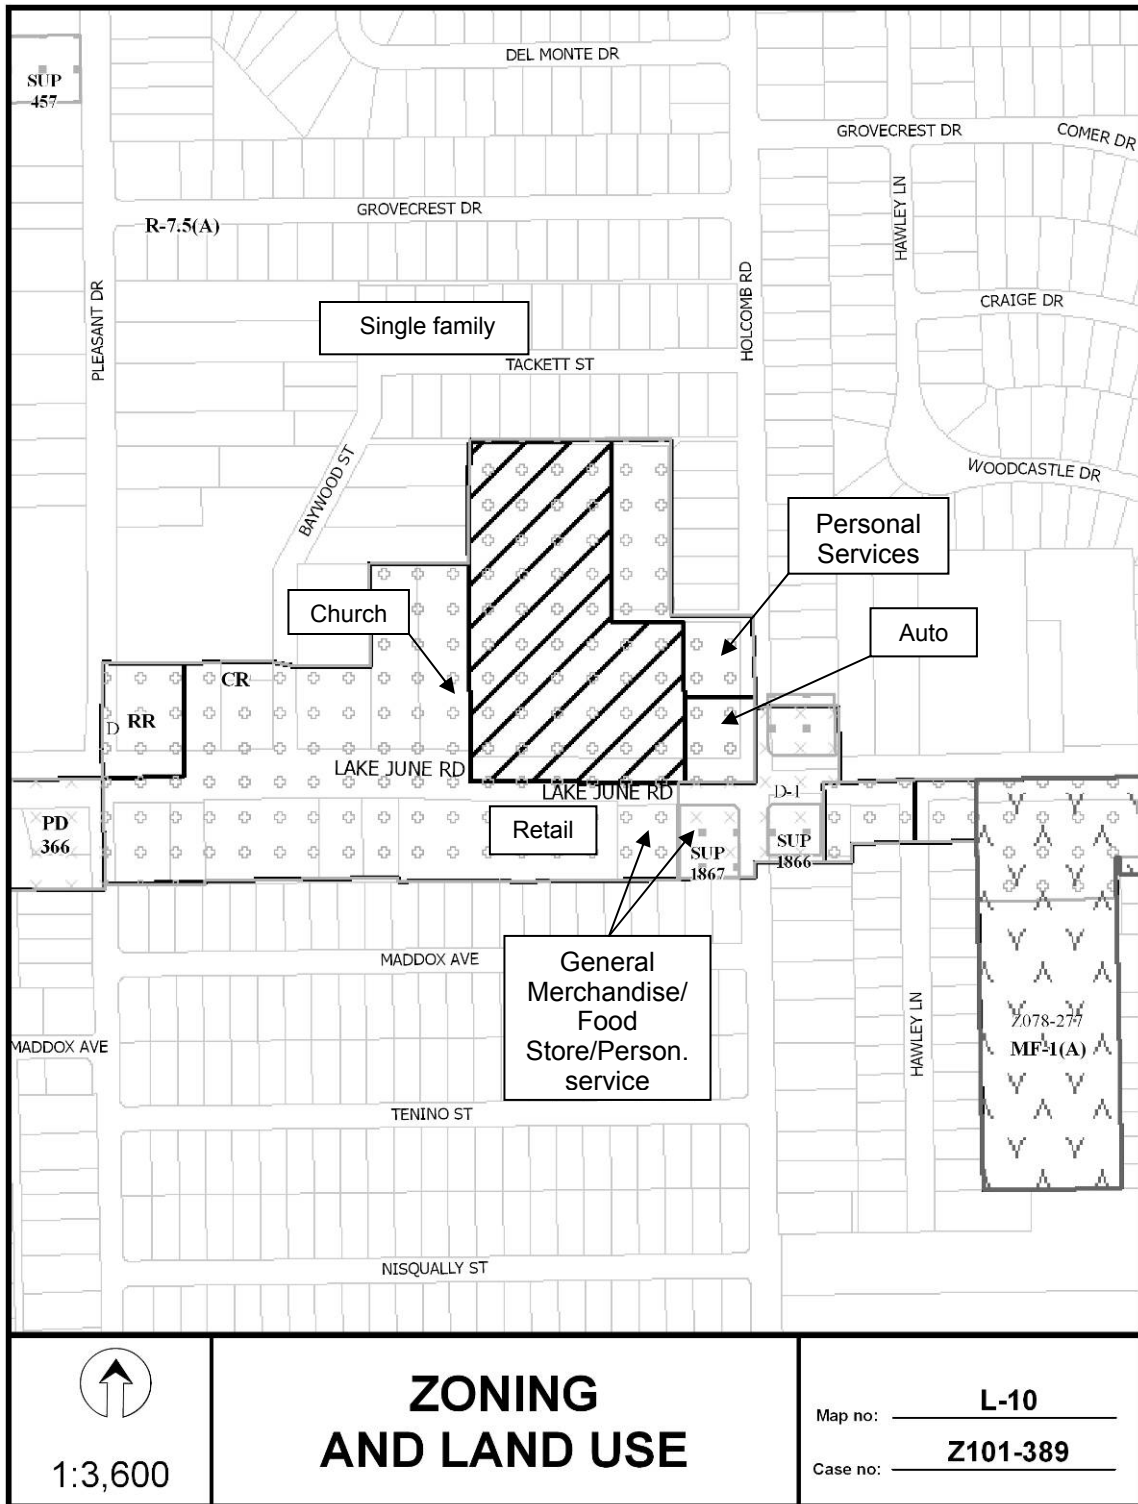 DEL MONTE DR
SUP
457
GROVECREST DR
COMER DR
HAWLEY LN
GROVECREST DR
R-7.5(A)
PLEASANT DR
HOLCOMB RD
CRAIGE DR
Single family
TACKETT ST
BAYWOOD ST
WOODCASTLE DR
Personal
Services
Church
Auto
CR
D
RR
LAKE JUNE RD
LAKE JUNE RD
D-1
PD
366
Retail
SUP
1867
SUP
1866
General
Merchandise/
Food
Store/Person.
service
MADDOX AVE
MADDOX AVE
HAWLEY LN
Z078-277
MF-1(A)
TENINO ST
NISQUALLY ST
1:3,600
ZONING
AND LAND USE
Map no: L-10
Case no: Z101-389